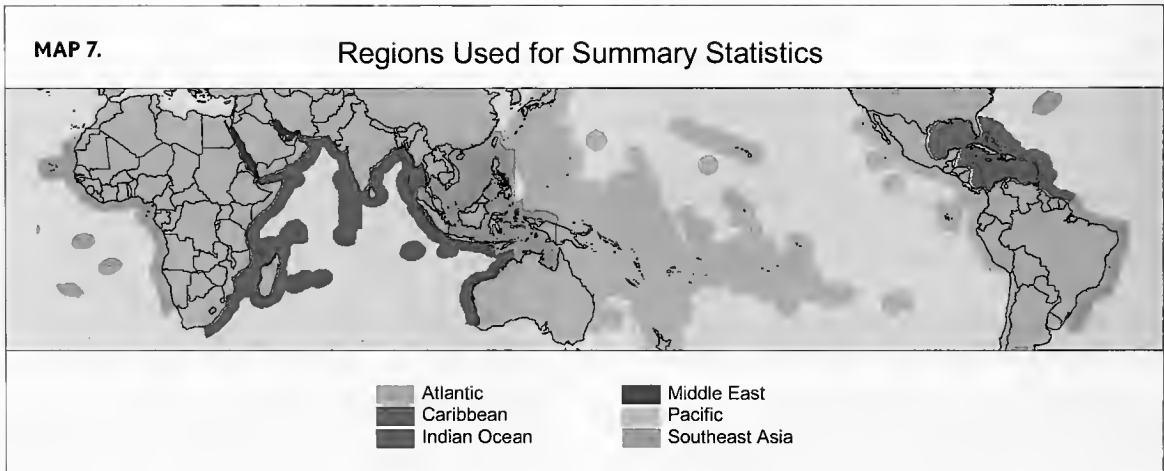 MAP 7.
Regions Used for Summary Statistics
Atlantic
Caribbean
Indian Ocean
Middle East
Pacific
Southeast Asia